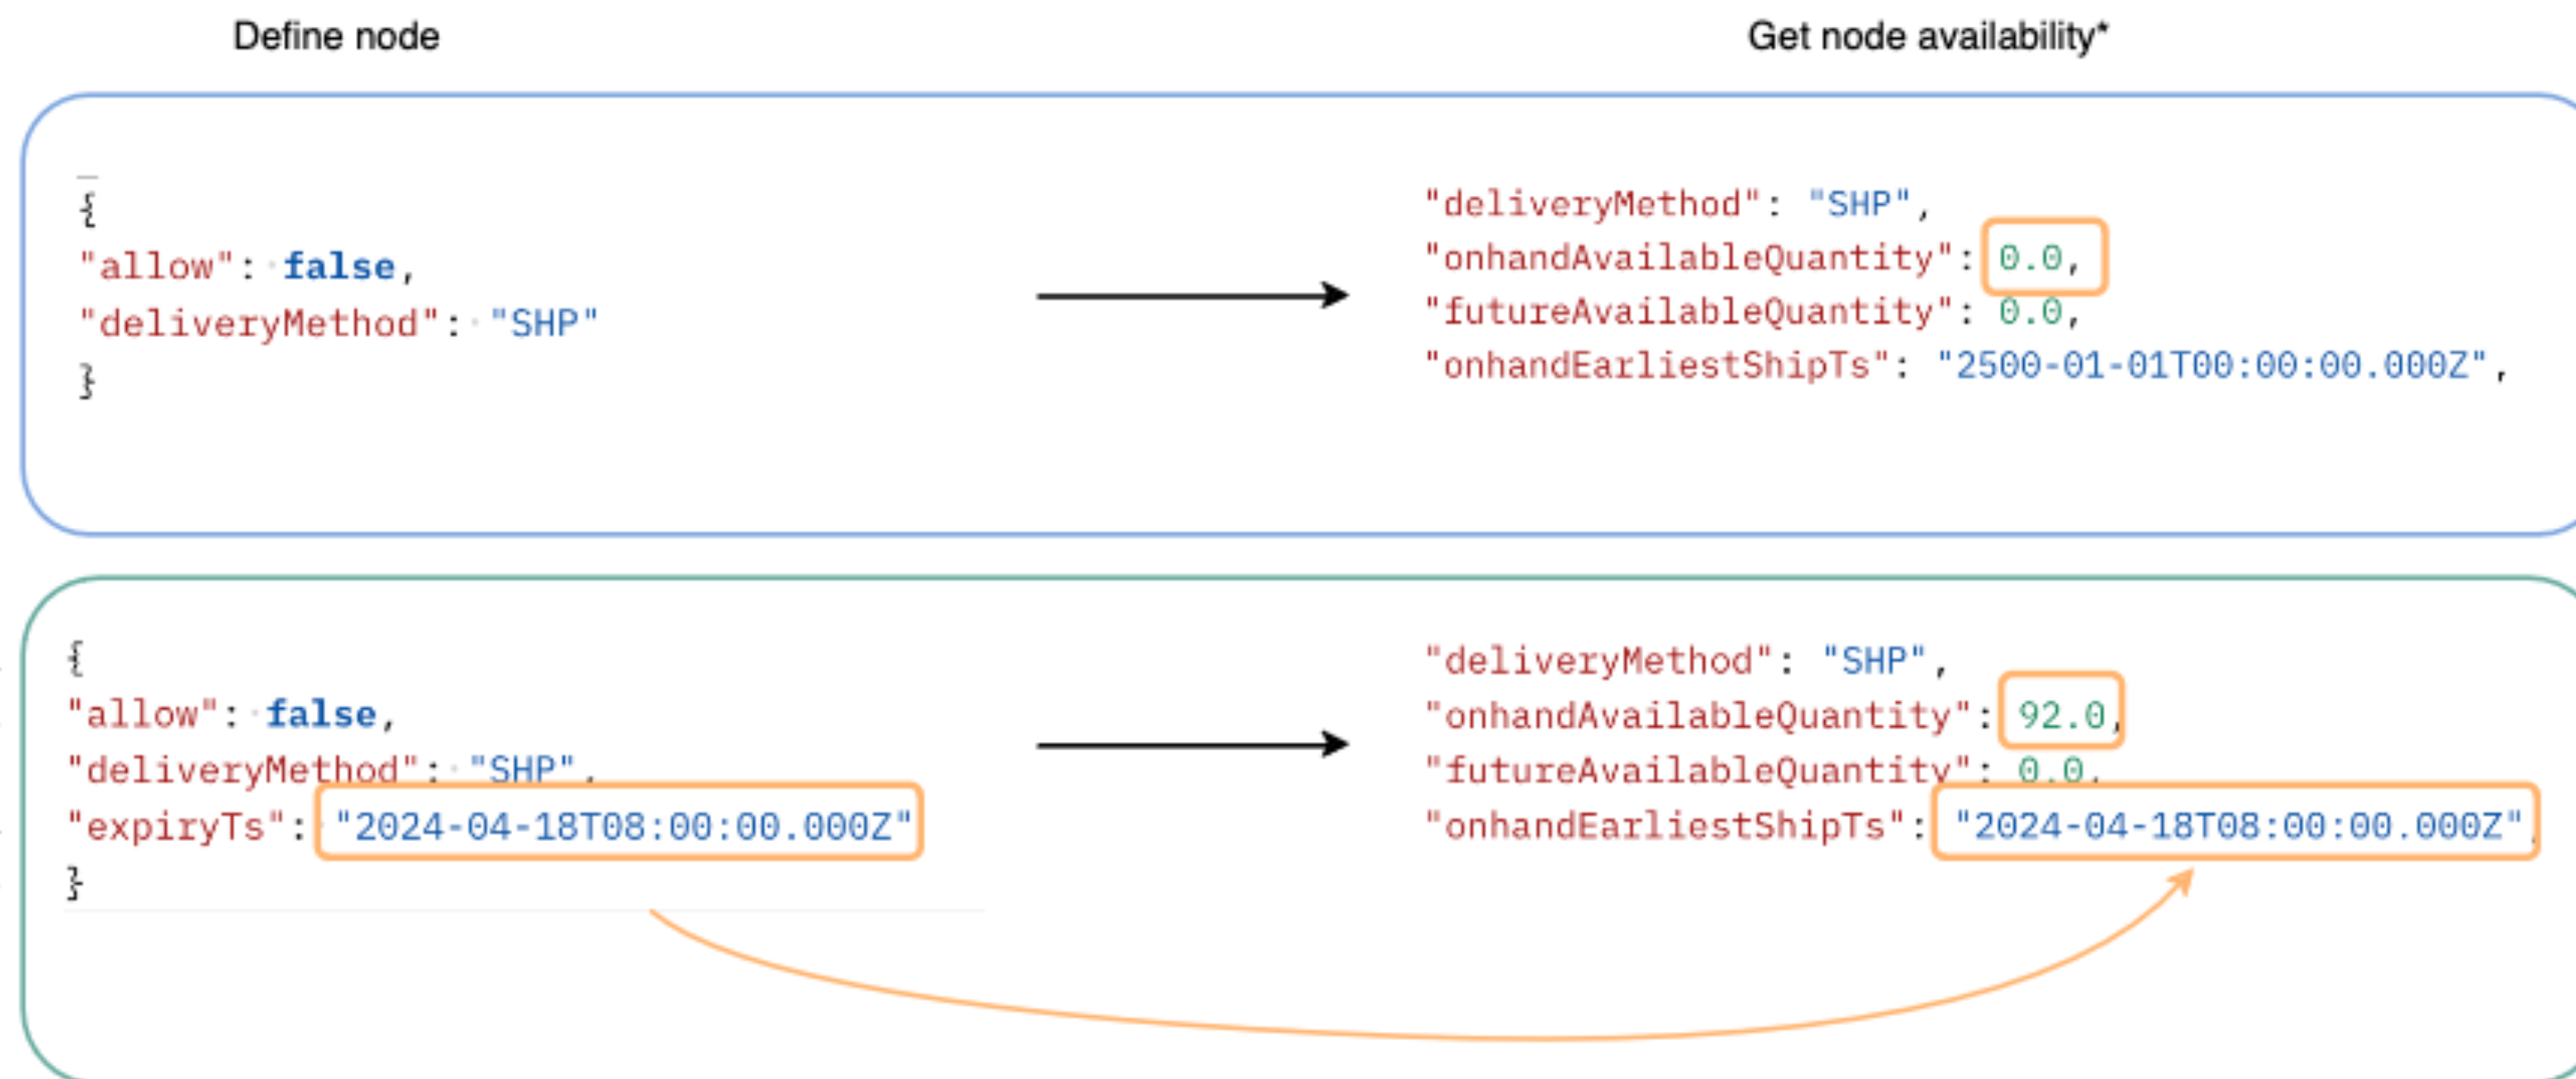 Define node
Get node availability*
{
"allow": false,
"deliveryMethod": "SHP"
}
"deliveryMethod": "SHP",
"onhandAvailableQuantity": 0.0,
"futureAvailableQuantity": 0.0,
"onhandEarliestShipTs": "2500-01-01T00:00:00.000Z",
{
"allow": false,
"deliveryMethod": "SHP",
"expiryTs": "2024-04-18T08:00:00.000Z"
}
"deliveryMethod": "SHP",
"onhandAvailableQuantity": 92.0,
"futureAvailableQuantity": 0.0,
"onhandEarliestShipTs": "2024-04-18T08:00:00.000Z",